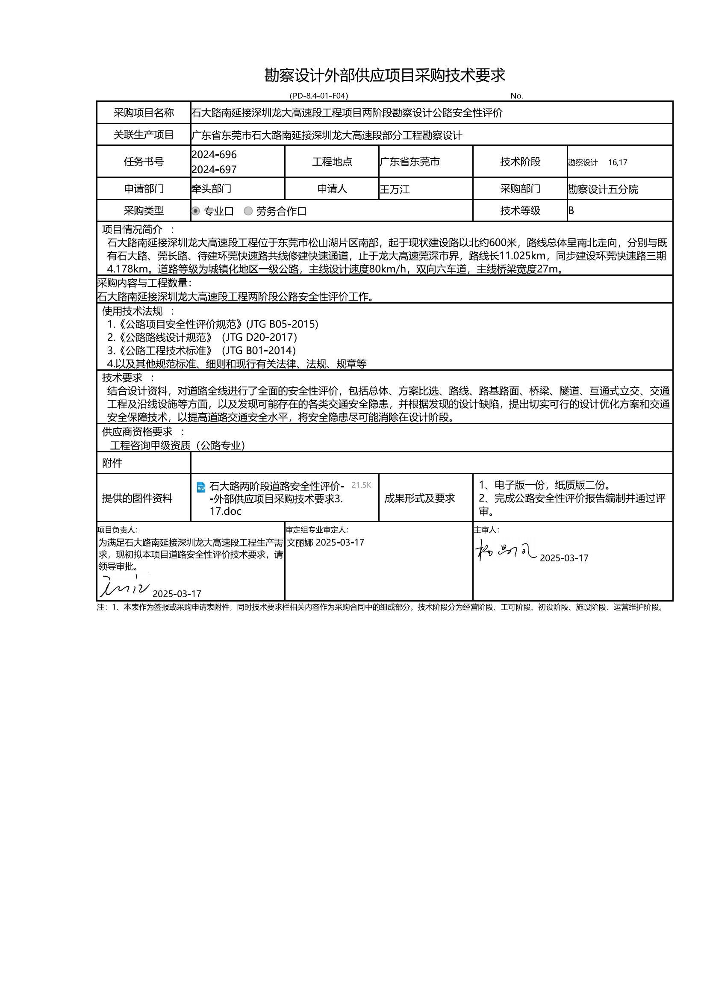 勘察设计外部供应项目采购技术要求
（PD-8.4-01-F04） No.
采购项目名称 石大路南延接深圳龙大高速段工程项目两阶段勘察设计公路安全性评价
关联生产项目 广东省东莞市石大路南延接深圳龙大高速段部分工程勘察设计
任务书号 2024-696 2024-697 工程地点 广东省东莞市 技术阶段 勘察设计 16,17
申请部门 牵头部门 申请人 王万江 采购部门 勘察设计五分院
采购类型 专业口 劳务合作口 技术等级 B
项目情况简介 ：
石大路南延接深圳龙大高速段工程位于东莞市松山湖片区南部，起于现状建设路以北约600米，路线总体呈南北走向，分别与既
有石大路、莞长路、待建环莞快速路共线修建快速通道，止于龙大高速莞深市界，路线长11.025km，同步建设环莞快速路三期
4.178km。道路等级为城镇化地区一级公路，主线设计速度80km/h，双向六车道，主线桥梁宽度27m。
采购内容与工程数量：
石大路南延接深圳龙大高速段工程两阶段公路安全性评价工作。
使用技术法规 ：
1.《公路项目安全性评价规范》(JTG B05-2015)
2.《公路路线设计规范》（JTG D20-2017）
3.《公路工程技术标准》（JTG B01-2014）
4.以及其他规范标准、细则和现行有关法律、法规、规章等
技术要求 ：
结合设计资料，对道路全线进行了全面的安全性评价，包括总体、方案比选、路线、路基路面、桥梁、隧道、互通式立交、交通
工程及沿线设施等方面，以及发现可能存在的各类交通安全隐患，并根据发现的设计缺陷，提出切实可行的设计优化方案和交通
安全保障技术，以提高道路交通安全水平，将安全隐患尽可能消除在设计阶段。
供应商资格要求 ：
工程咨询甲级资质（公路专业）
附件
提供的图件资料
石大路两阶段道路安全性评价- 21.5K
-外部供应项目采购技术要求3.
17.doc
成果形式及要求
1、电子版一份，纸质版二份。
2、完成公路安全性评价报告编制并通过评
审。
项目负责人：
为满足石大路南延接深圳龙大高速段工程生产需
求，现初拟本项目道路安全性评价技术要求，请
领导审批。
2025-03-17
审定组专业审定人：
文丽娜 2025-03-17
主审人：
2025-03-17
注：1、本表作为签报或采购申请表附件，同时技术要求栏相关内容作为采购合同中的组成部分。技术阶段分为经营阶段、工可阶段、初设阶段、施设阶段、运营维护阶段。